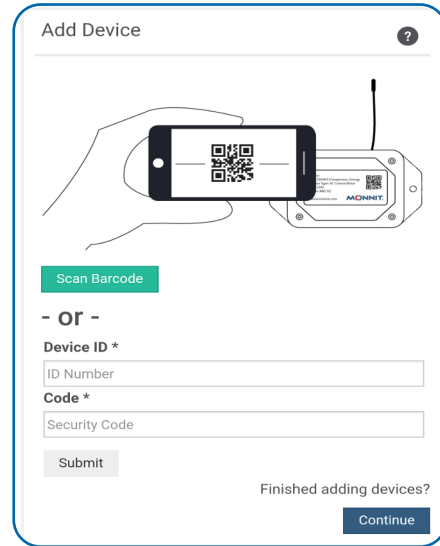 Add Device
?
MONNIT
Scan Barcode
- or -
Device ID *
ID Number
Code *
Security Code
Submit
Finished adding devices?
Continue